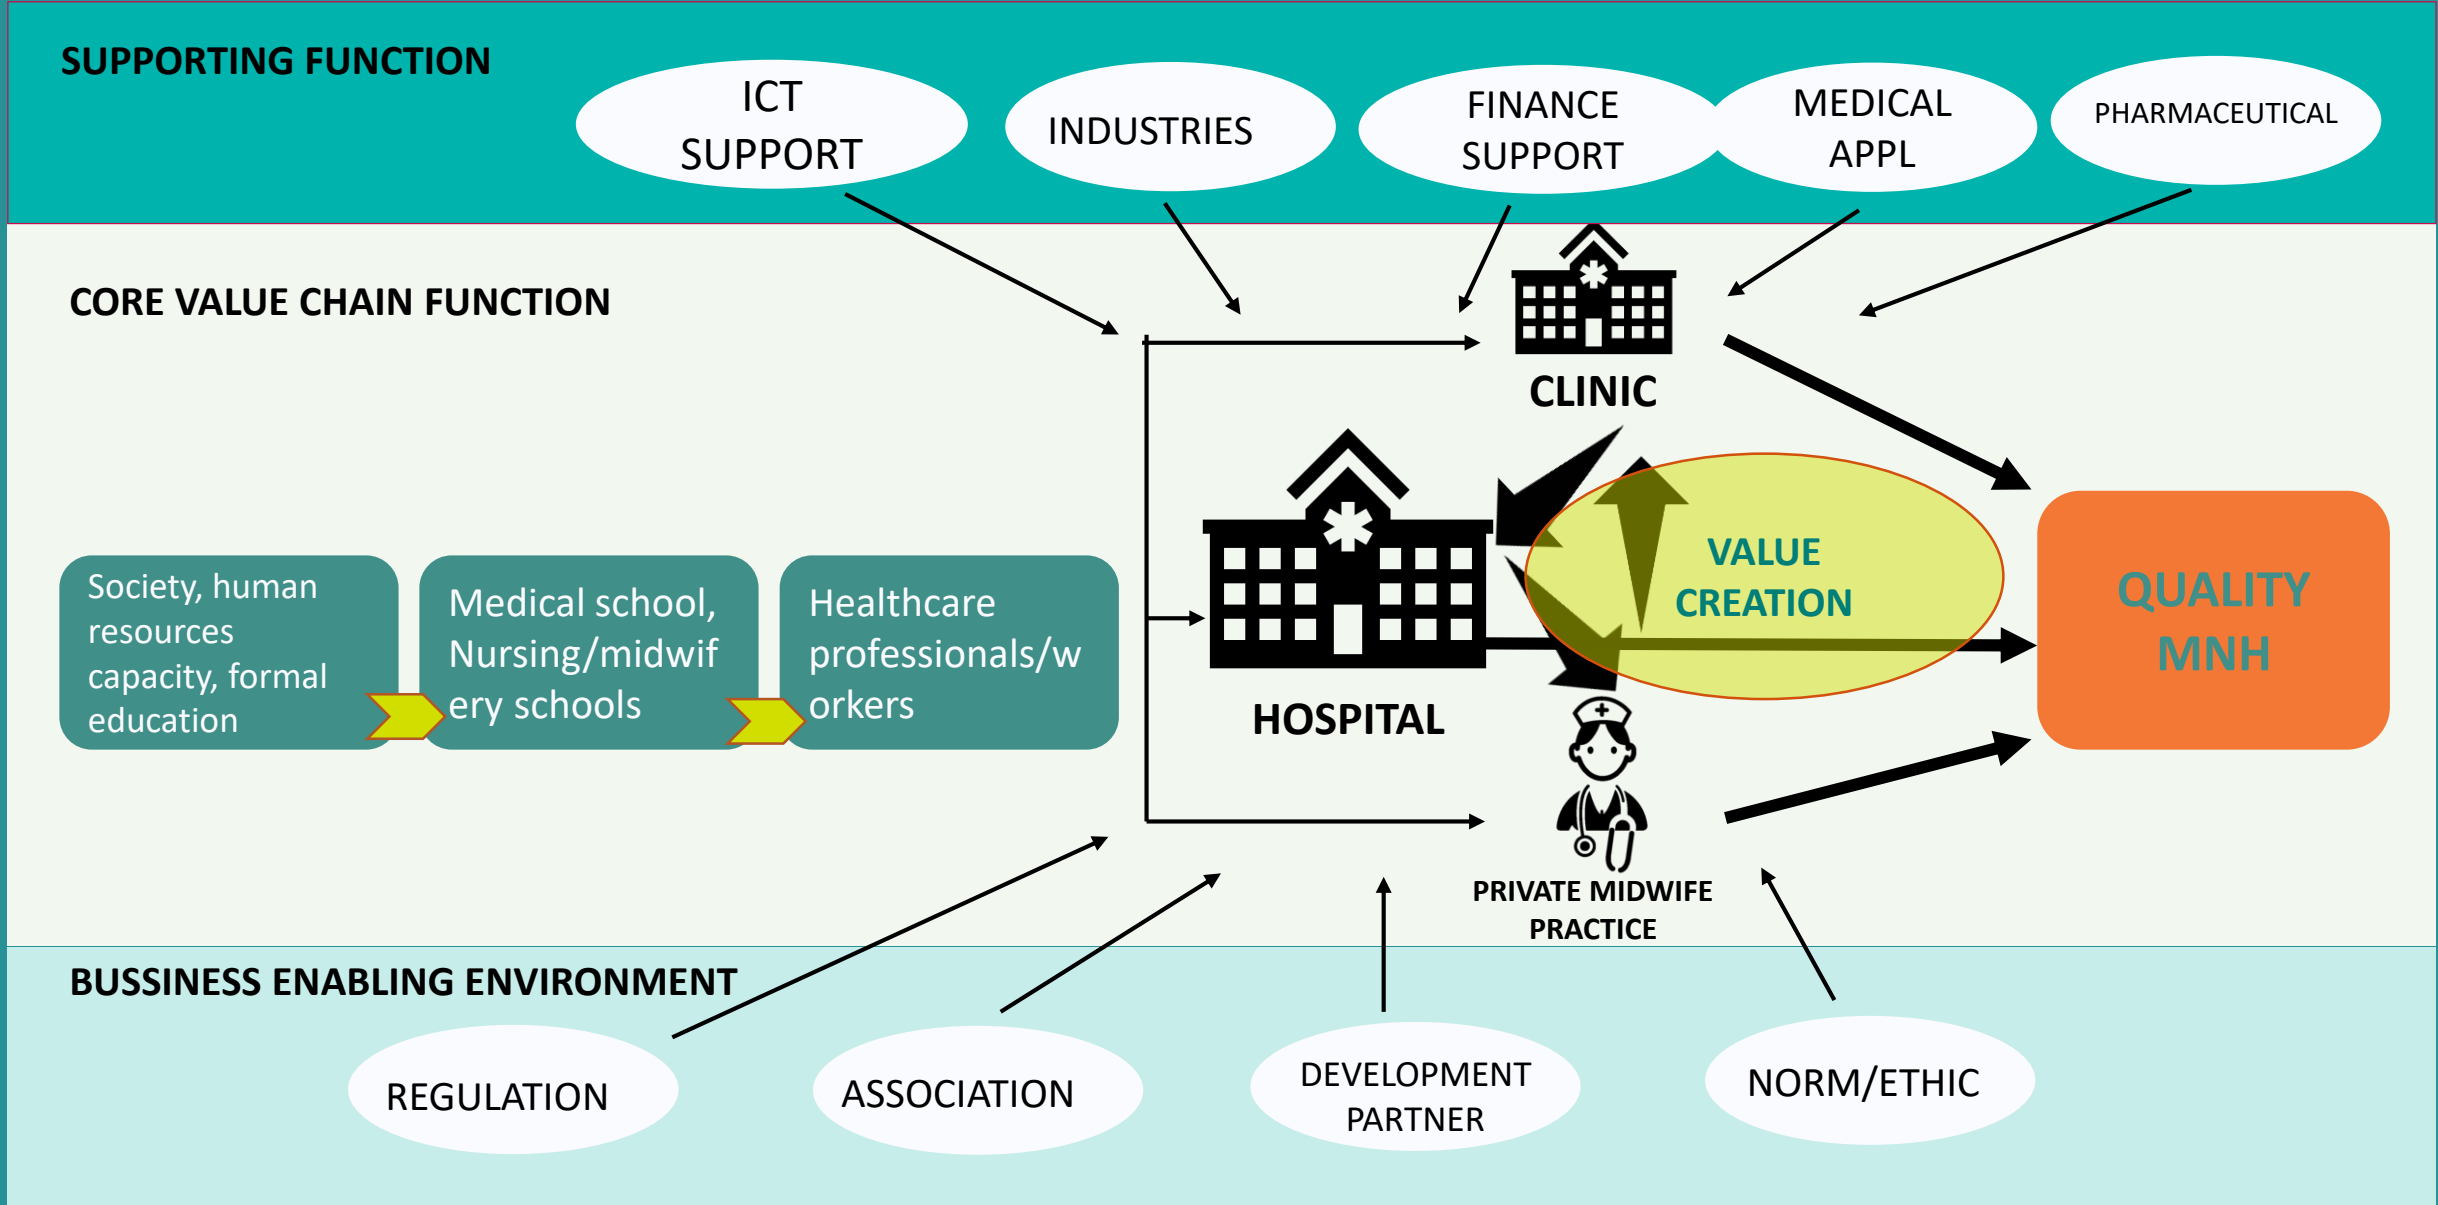 SUPPORTING FUNCTION
ICT
SUPPORT
INDUSTRIES
FINANCE
SUPPORT
MEDICAL
APPL
PHARMACEUTICAL
CORE VALUE CHAIN FUNCTION
CLINIC
Society, human
resources
capacity, formal
education
Medical school,
Nursing/midwif
ery schools
Healthcare
professionals/w
orkers
HOSPITAL
VALUE
CREATION
QUALITY
MNH
PRIVATE MIDWIFE
PRACTICE
BUSSINESS ENABLING ENVIRONMENT
REGULATION
ASSOCIATION
DEVELOPMENT
PARTNER
NORM/ETHIC